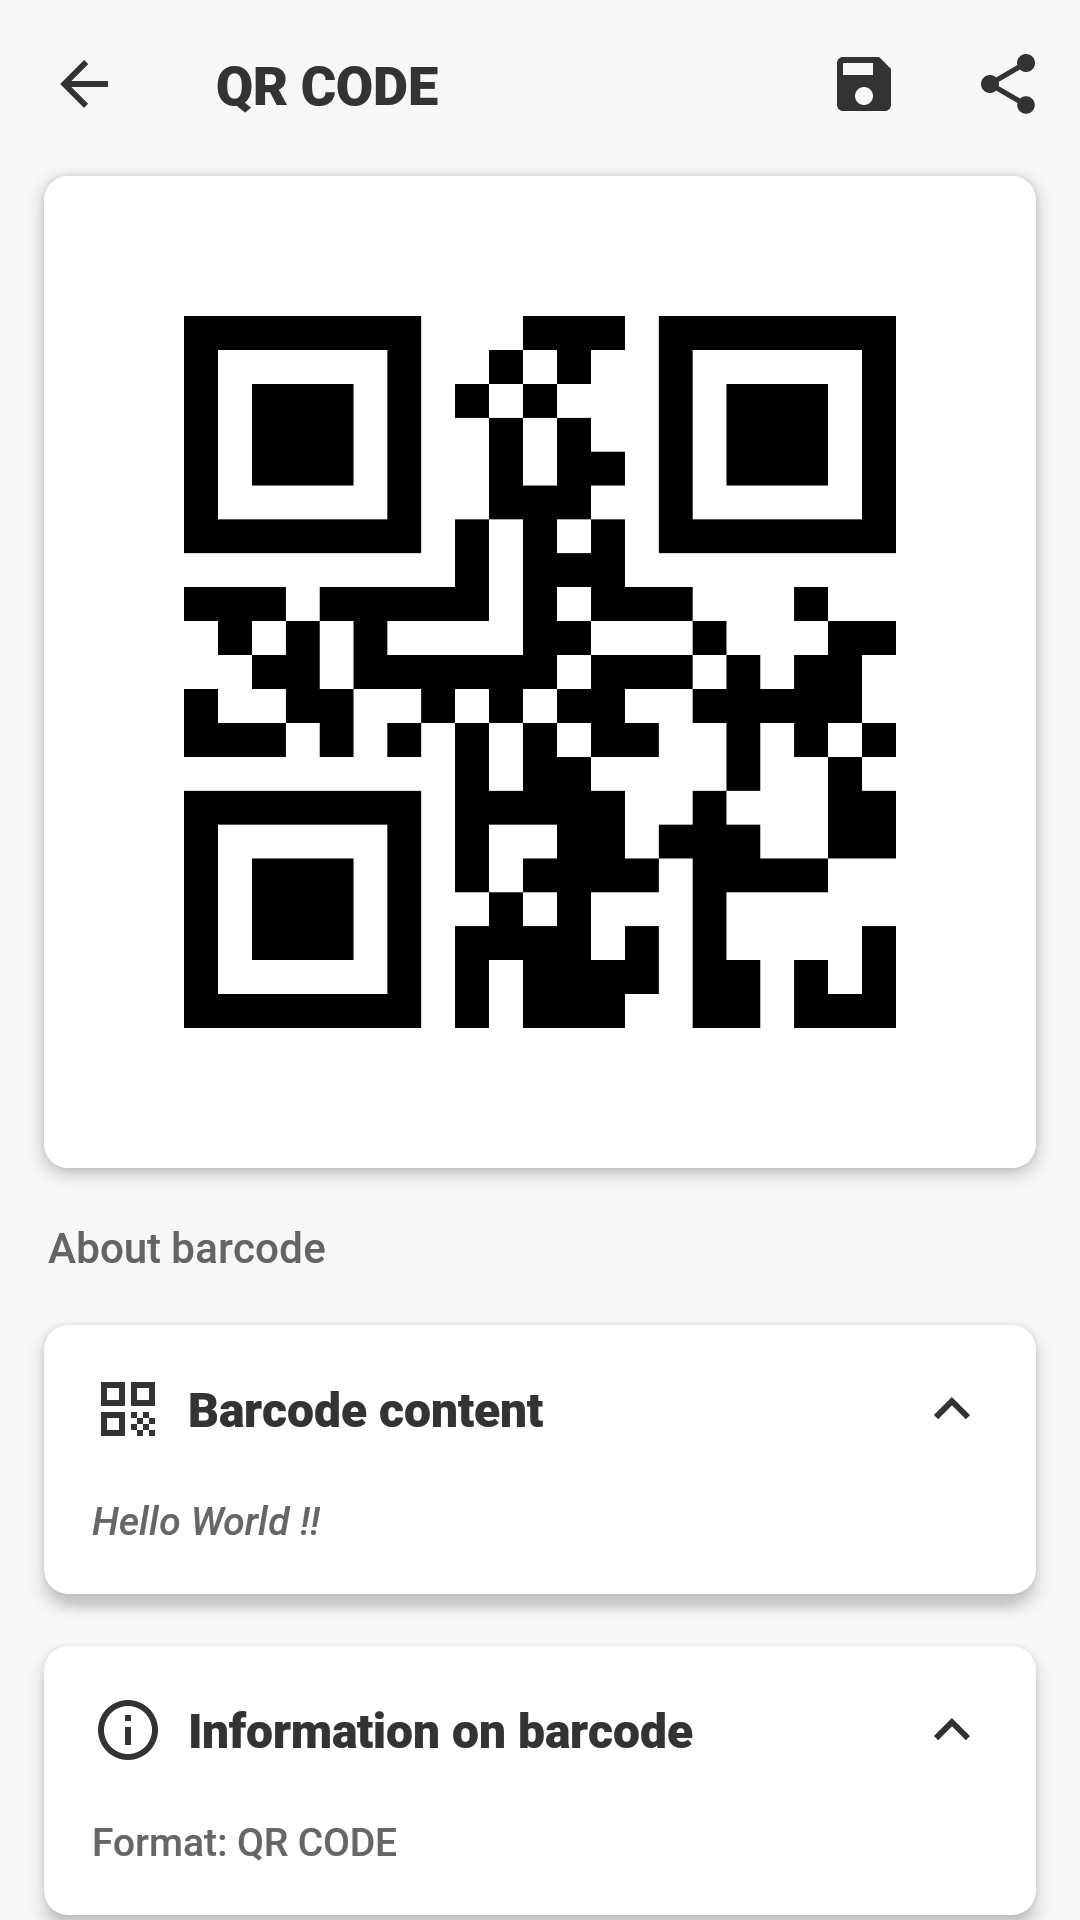 QR CODE
About barcode
Barcode content
Hello World !!
Information on barcode
Format: QR CODE